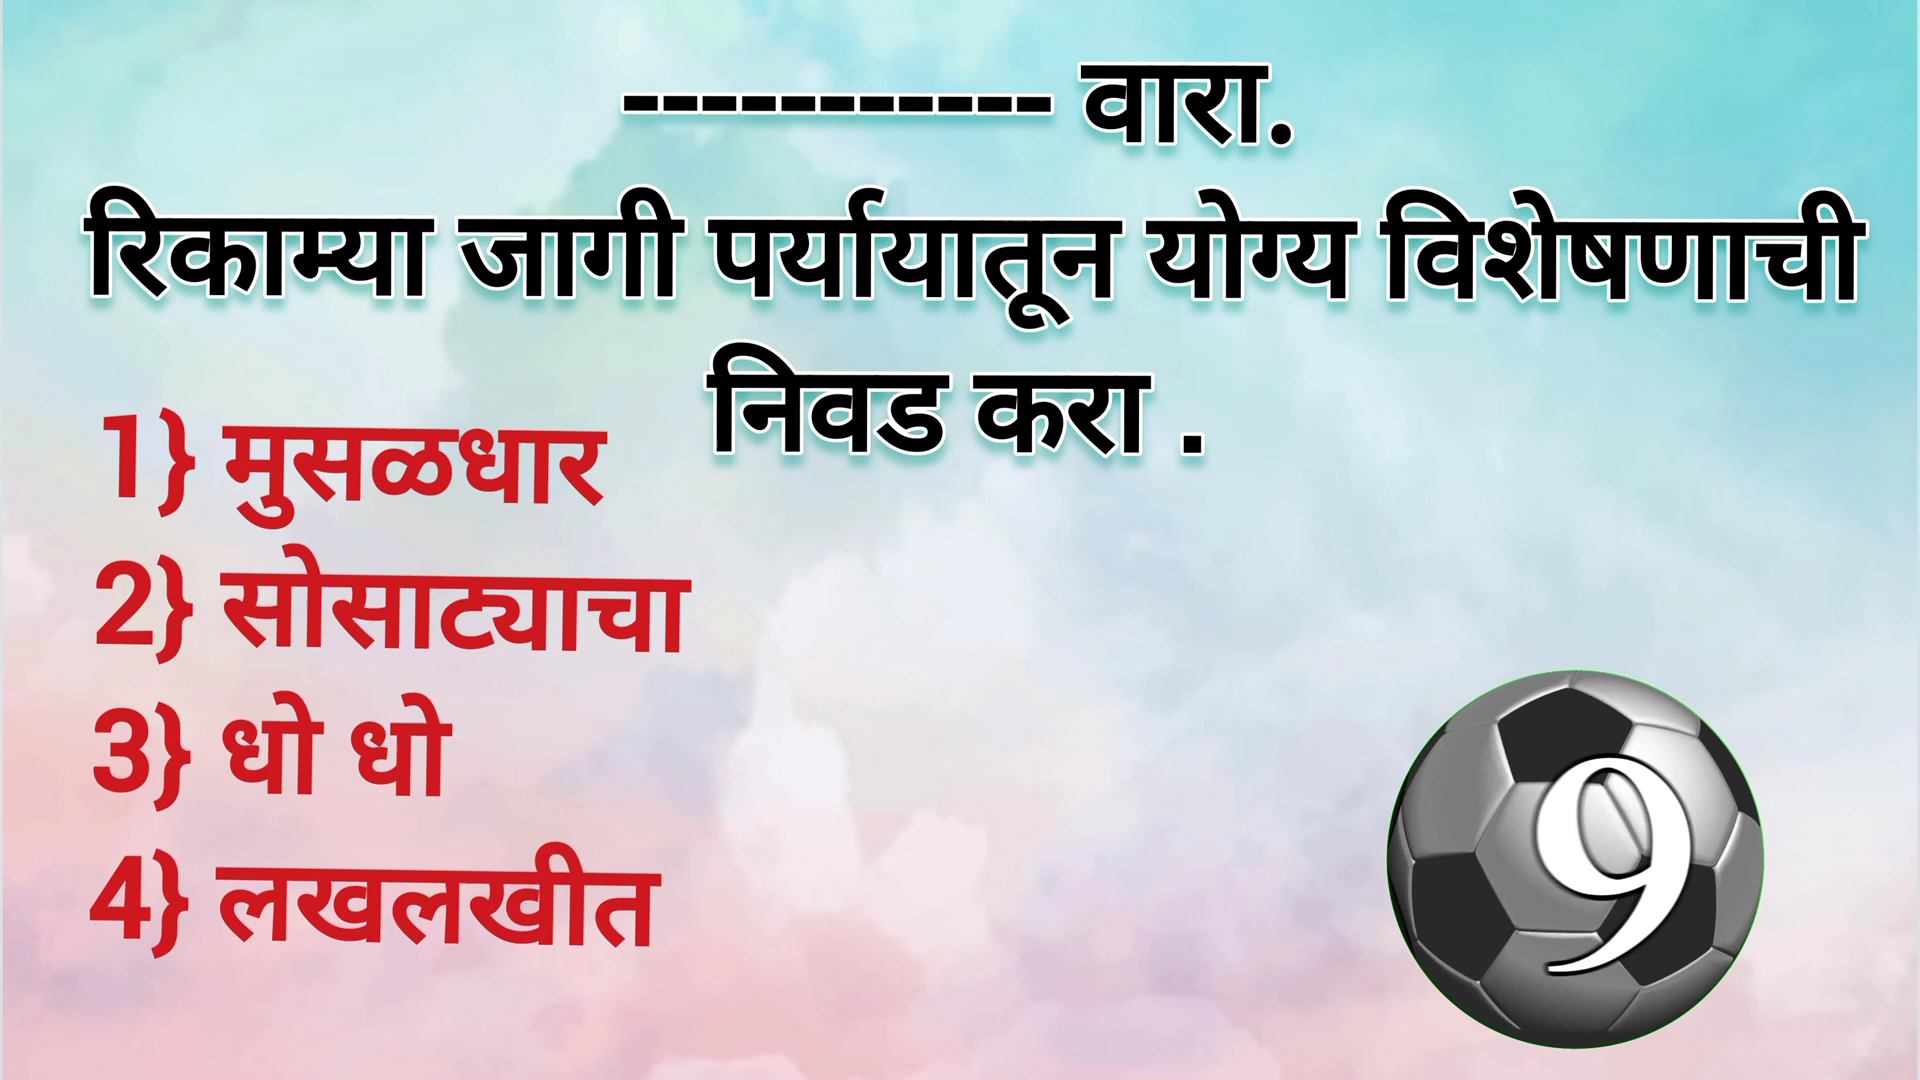 ----------- वारा.
रिकाम्या जागी पर्यायातून योग्य विशेषणाची
निवड करा .
1} मुसळधार
2} सोसाट्याचा
3} धो धो
4} लखलखीत
9